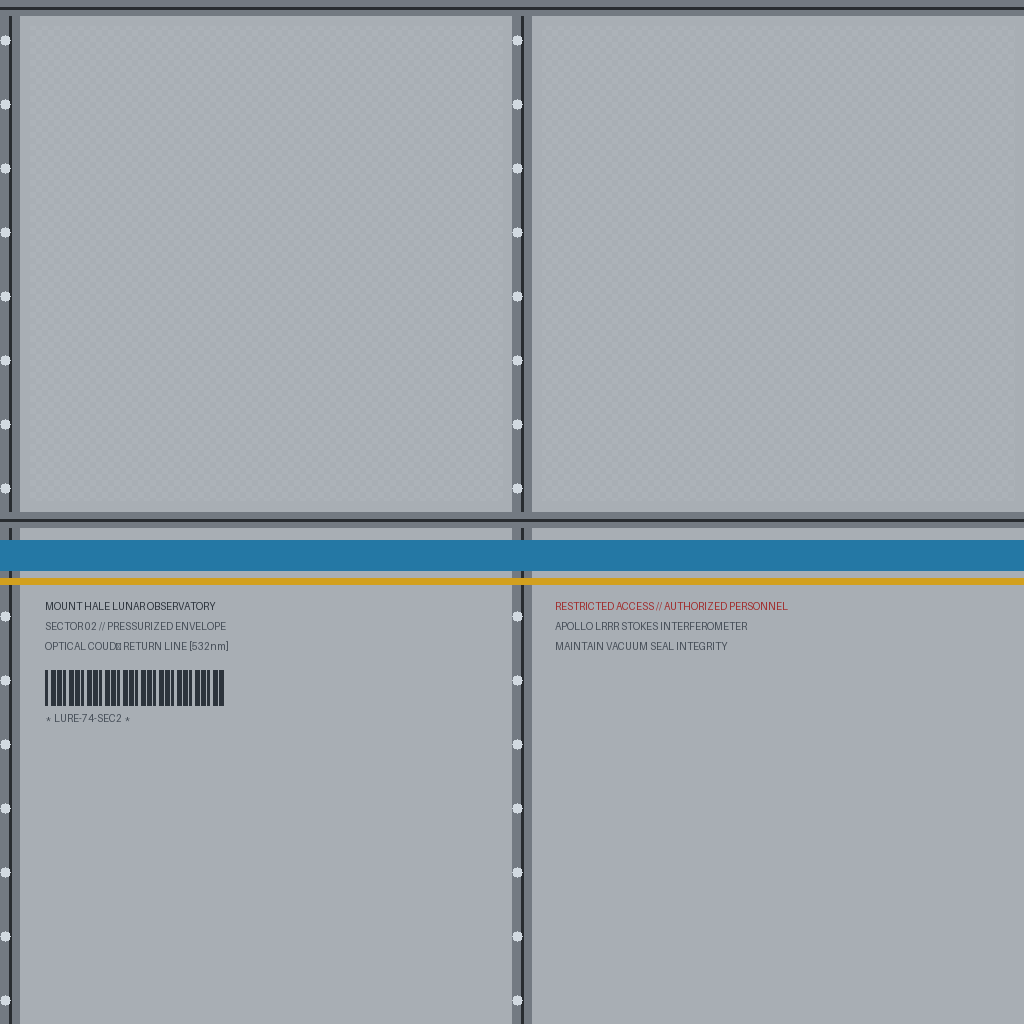 MOUNT HALE LUNAR OBSERVATORY
SECTOR 02 // PRESSURIZED ENVELOPE
OPTICAL RETURN LINE [532nm]
* LURE-74-SEC2 *
RESTRICTED ACCESS // AUTHORIZED PERSONNEL
APOLLO LRRR STOKES INTERFEROMETER
MAINTAIN VACUUM SEAL INTEGRITY